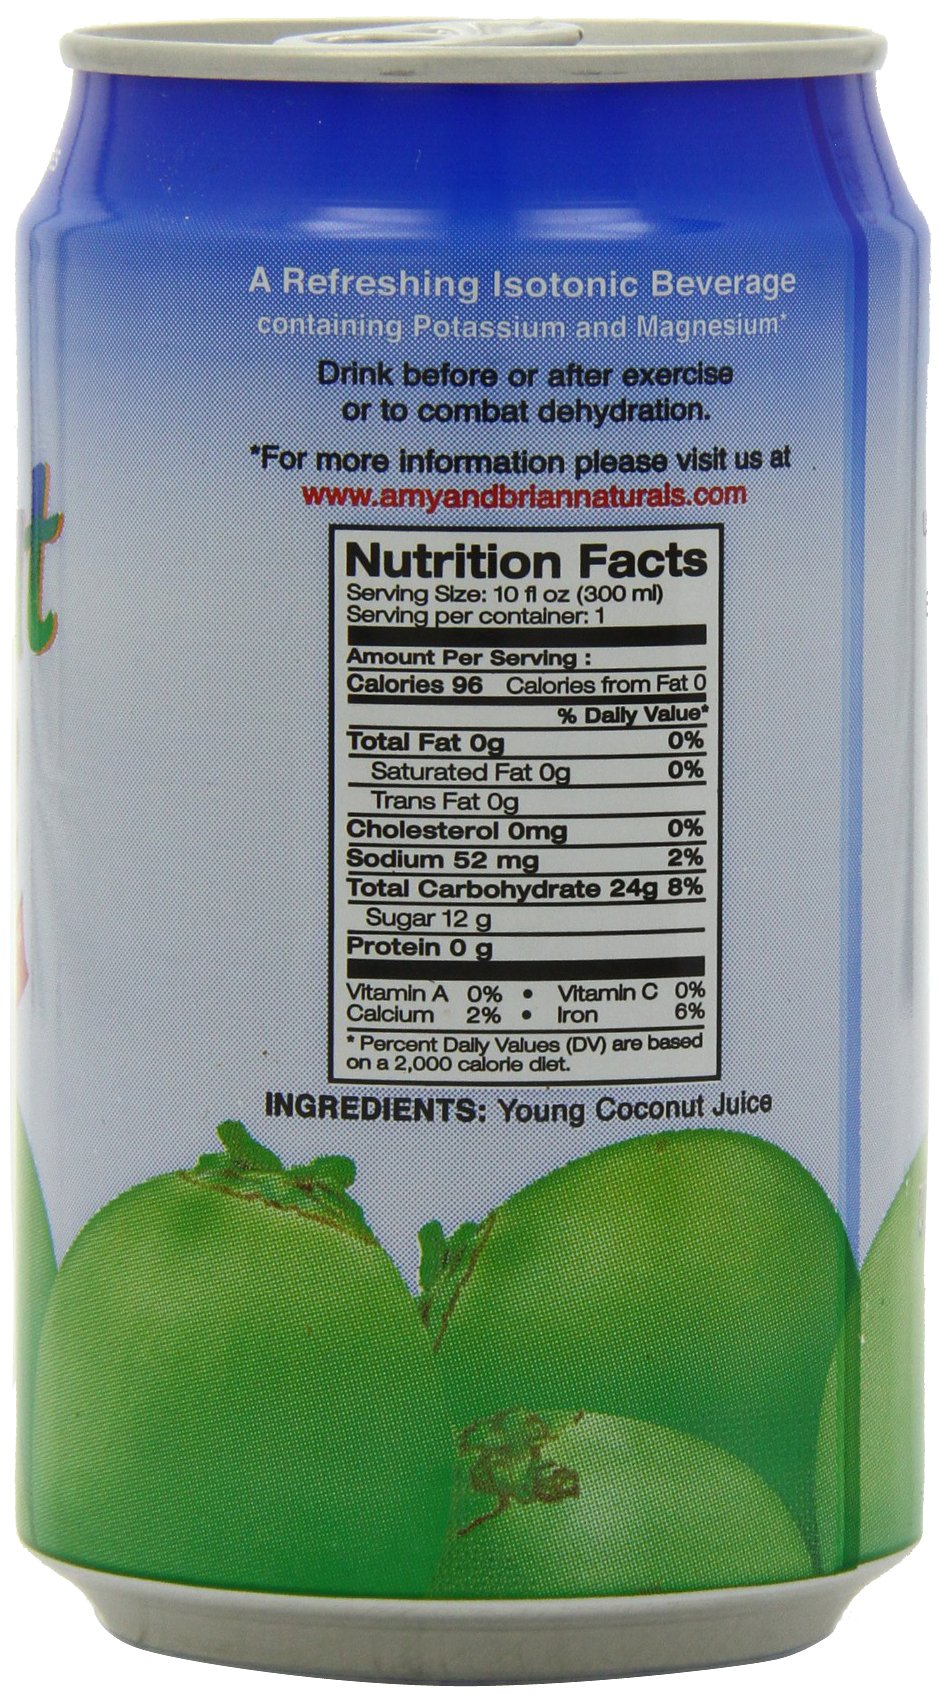 A Refreshing Isotonic Beverage
containing Potassium and Magnesium*
Drink before or after exercise
or to combat dehydration.
*For more information please visit us at
www.amyandbriannaturals.com
Nutrition Facts
Serving Size: 10 fl oz (300 ml)
Serving per container: 1
Amount Per Serving :
Calories 96 Calories from Fat 0
% Daily Value*
Total Fat 0g 0%
Saturated Fat 0g 0%
Trans Fat 0g
Cholesterol 0mg 0%
Sodium 52 mg 2%
Total Carbohydrate 24g 8%
Sugar 12 g
Protein 0 g
Vitamin A 0% • Vitamin C 0%
Calcium 2% • Iron 6%
* Percent Daily Values (DV) are based
on a 2,000 calorie diet.
INGREDIENTS: Young Coconut Juice
t